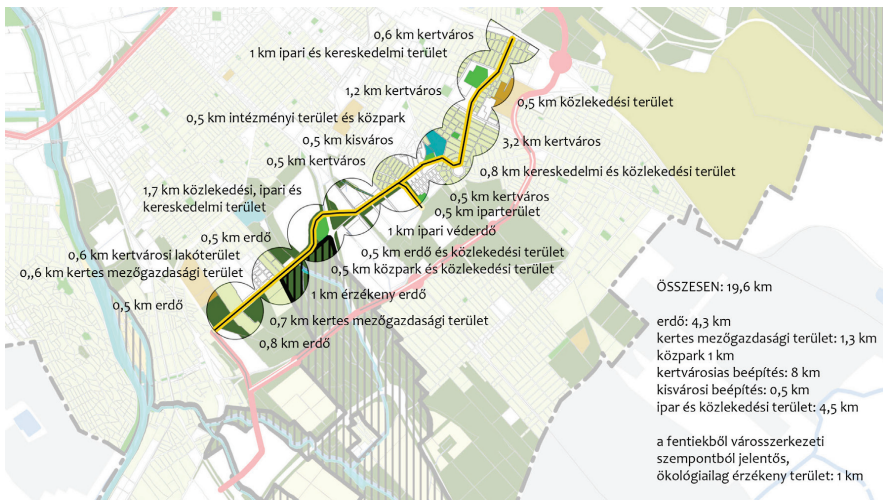 0,6 km kertváros
1km ipari és kereskedelmi terület
1,2 km kertváros
0,5 km közlekedési terület
0,5 km intézményi terület és közpark
0,5 km kisváros
3,2 km kertváros
0,5 km kertváros
0,8 km kereskedelmi és közlekedési terület
1,7 km közlekedési, ipari és
kereskedelmi terület
0,5 km kertváros
0,5 km iparterület
1km ipari véderdő
0,5 km erdő
0,5 km erdő és közlekedési terület
0,6 km kertvárosi lakóterület
0,5 km közpark és közlekedési terület
0,6 km kertes mezőgazdasági terület
1 km érzékeny erdő
0,5 km erdő
0,7 km kertes mezőgazdasági terület
0,8 km erdő
ÖSSZESEN: 19,6 km
erdő: 4,3 km
kertes mezőgazdasági terület: 1,3 km
közpark 1 km
kertvárosias beépítés: 8 km
kisvárosi beépítés: 0,5 km
ipar és közlekedési terület: 4,5 km
a fentiekből városszerkezeti
szempontból jelentős,
ökológiailag érzékeny terület: 1 km